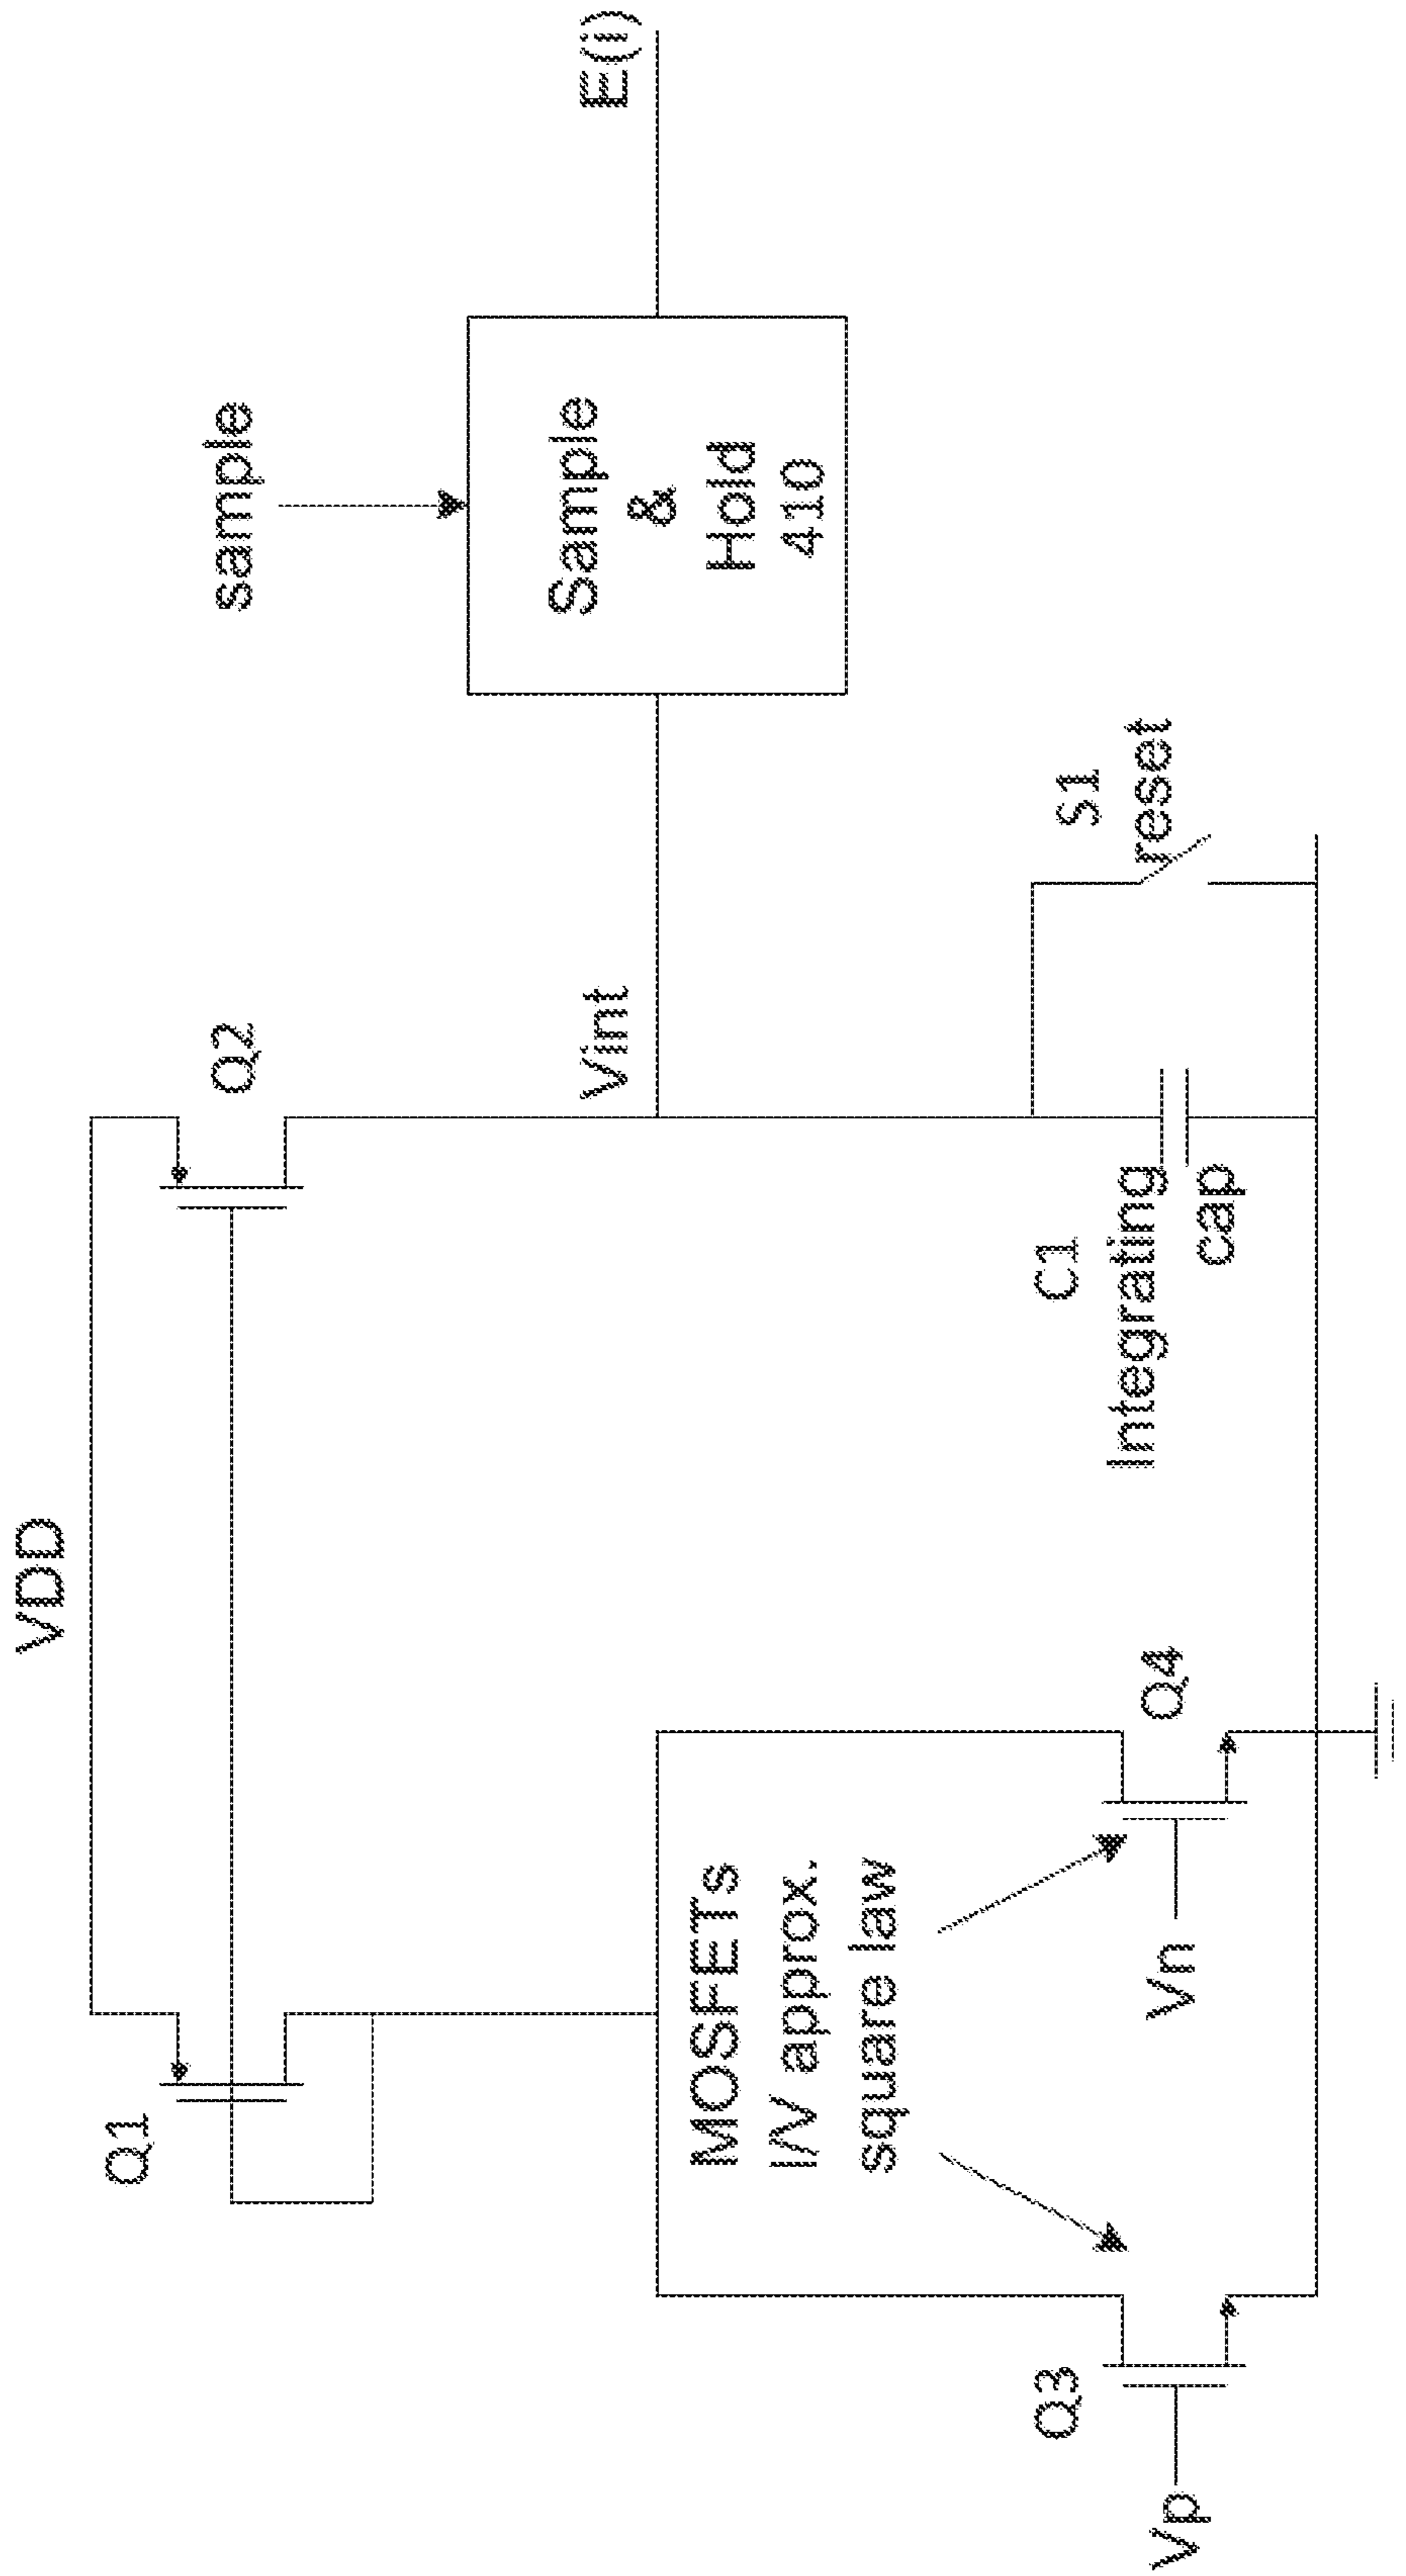 VDD
Q1
Q2
sample
Vint
E(i)
Sample
&
Hold
410
MOSFETs
I/V approx.
square law
Q3
Vp
Q4
Vn
C1
Integrating
cap
S1
reset